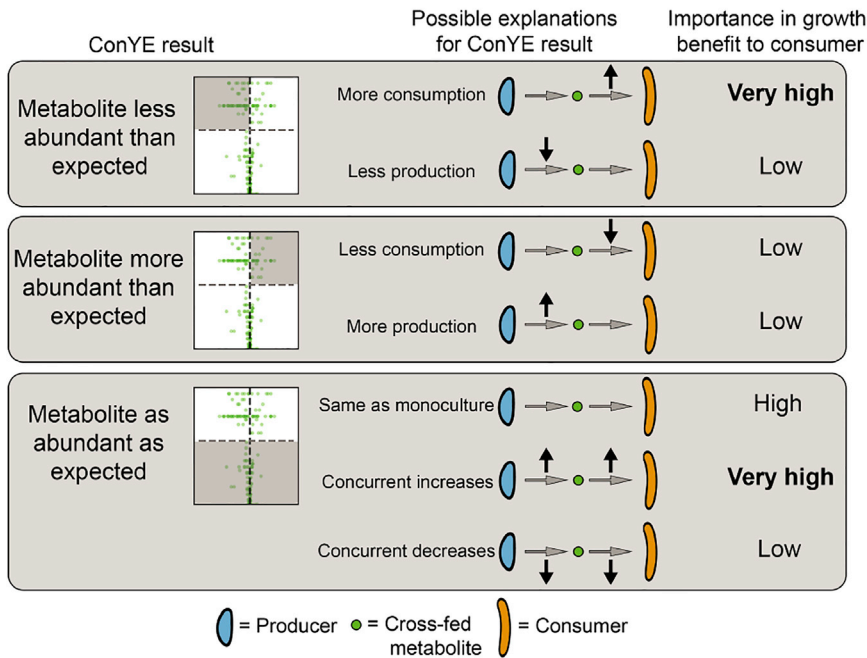 ConYE result
Possible explanations
for ConYE result
Importance in growth
benefit to consumer
Metabolite less
abundant than
expected
More consumption
Very high
Less production
Low
Metabolite more
abundant than
expected
Less consumption
Low
More production
Low
Metabolite as
abundant as
expected
Same as monoculture
High
Concurrent increases
Very high
Concurrent decreases
Low
= Producer
= Cross-fed
metabolite
= Consumer